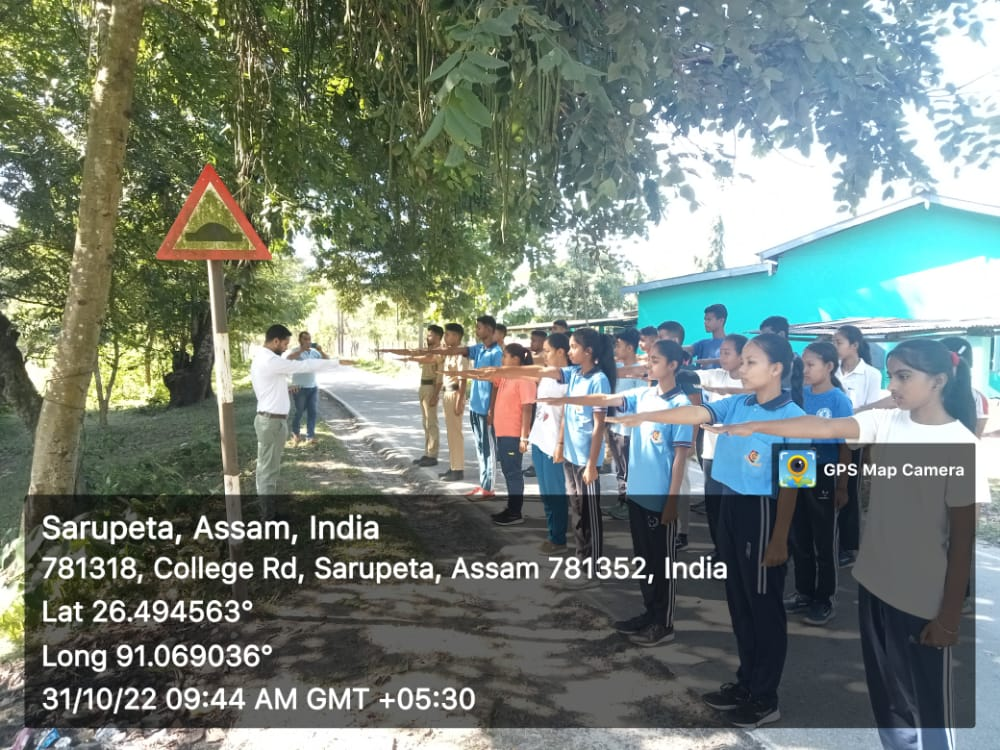 GPS Map Camera
Sarupeta, Assam, India
781318, College Rd, Sarupeta, Assam 781352, India
Lat 26.494563°
Long 91.069036°
31/10/22 09:44 AM GMT +05:30